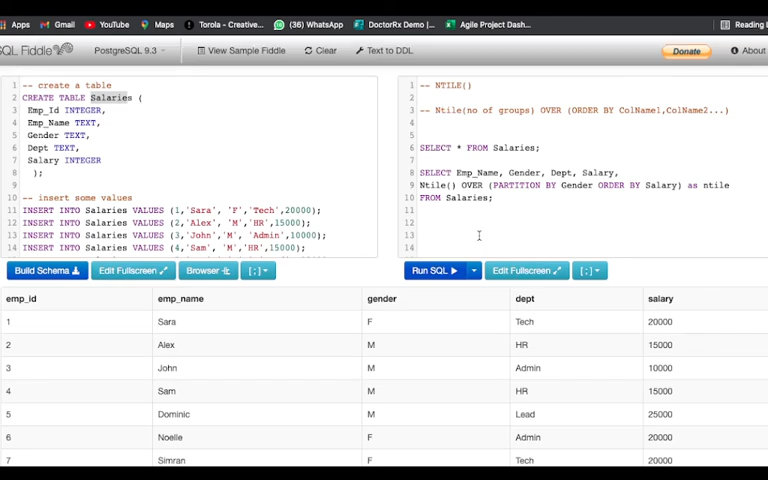 Apps Gmail YouTube Maps Torola - Creative... (36) WhatsApp DoctorRx Demo |... Agile Project Dash... Reading L
SQL Fiddle PostgreSQL 9.3 View Sample Fiddle Clear Text to DDL Donate About
1 -- create a table
2 CREATE TABLE Salaries (
3 Emp_Id INTEGER,
4 Emp_Name TEXT,
5 Gender TEXT,
6 Dept TEXT,
7 Salary INTEGER
8 );
9
10 -- insert some values
11 INSERT INTO Salaries VALUES (1,'Sara', 'F','Tech',20000);
12 INSERT INTO Salaries VALUES (2,'Alex', 'M','HR',15000);
13 INSERT INTO Salaries VALUES (3,'John','M', 'Admin',10000);
14 INSERT INTO Salaries VALUES (4,'Sam', 'M','HR',15000);
Build Schema Edit Fullscreen Browser [ ; ]
1 -- NTILE()
2
3 -- Ntile(no of groups) OVER (ORDER BY ColName1,ColName2...)
4
5
6 SELECT * FROM Salaries;
7
8 SELECT Emp_Name, Gender, Dept, Salary,
9 Ntile() OVER (PARTITION BY Gender ORDER BY Salary) as ntile
10 FROM Salaries;
11
12
13
14
Run SQL Edit Fullscreen [ ; ]
emp_id emp_name gender dept salary
1 Sara F Tech 20000
2 Alex M HR 15000
3 John M Admin 10000
4 Sam M HR 15000
5 Dominic M Lead 25000
6 Noelle F Admin 20000
7 Simran F Tech 20000